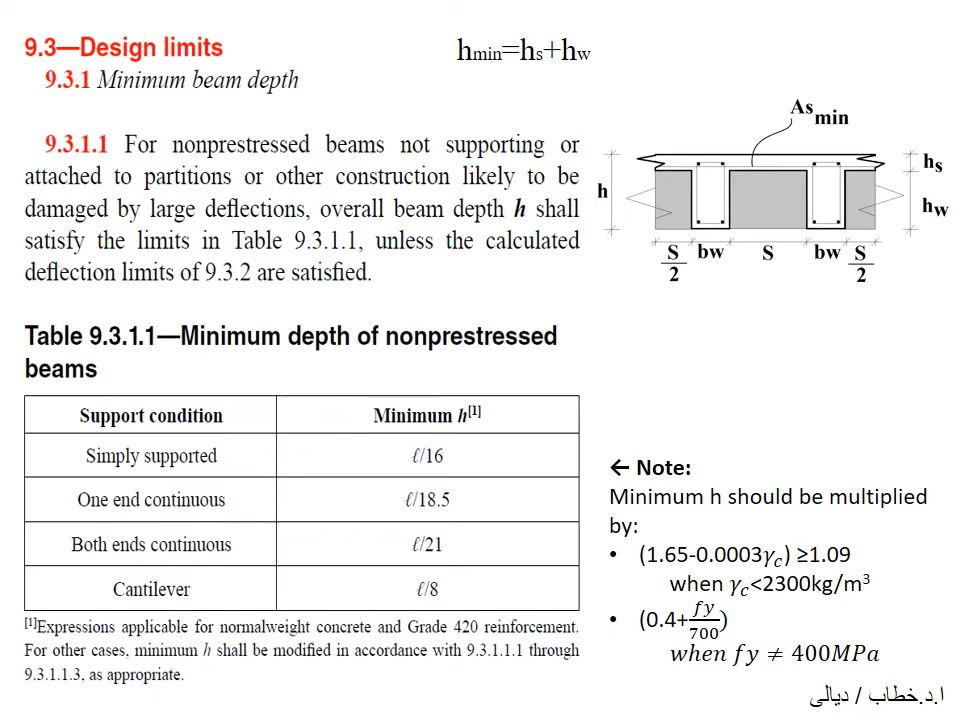 9.3—Design limits
9.3.1 Minimum beam depth
hmin=hs+hw
9.3.1.1 For nonprestressed beams not supporting or
attached to partitions or other construction likely to be
damaged by large deflections, overall beam depth h shall
satisfy the limits in Table 9.3.1.1, unless the calculated
deflection limits of 9.3.2 are satisfied.
As min
h
hs
hw
S/2 bw S bw S/2
Table 9.3.1.1—Minimum depth of nonprestressed
beams
Support condition Minimum h[1]
Simply supported ℓ/16
One end continuous ℓ/18.5
Both ends continuous ℓ/21
Cantilever ℓ/8
[1]Expressions applicable for normalweight concrete and Grade 420 reinforcement.
For other cases, minimum h shall be modified in accordance with 9.3.1.1.1 through
9.3.1.1.3, as appropriate.
← Note:
Minimum h should be multiplied
by:
• (1.65-0.0003γc) ≥1.09
when γc<2300kg/m3
• (0.4+fy/700)
when fy ≠ 400MPa
ا.د.خطاب / ديالى